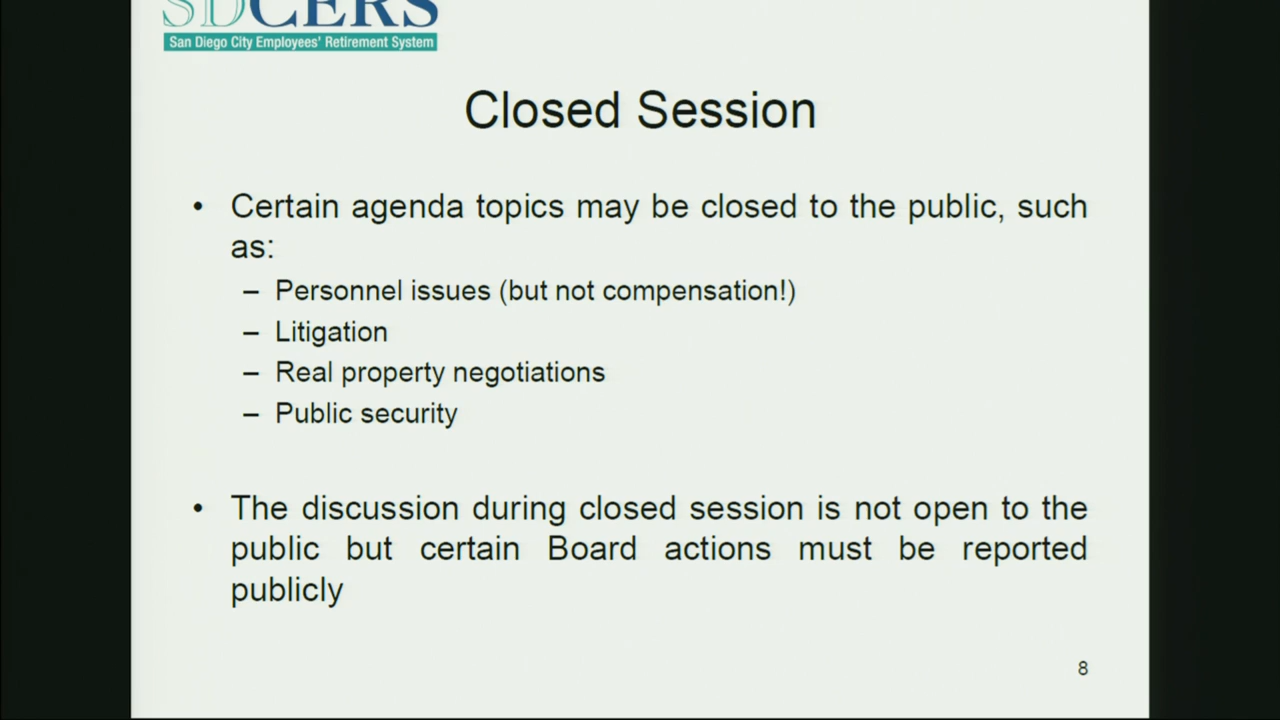 SDCERS
San Diego City Employees' Retirement System
Closed Session
• Certain agenda topics may be closed to the public, such
as:
– Personnel issues (but not compensation!)
– Litigation
– Real property negotiations
– Public security
• The discussion during closed session is not open to the
public but certain Board actions must be reported
publicly
8